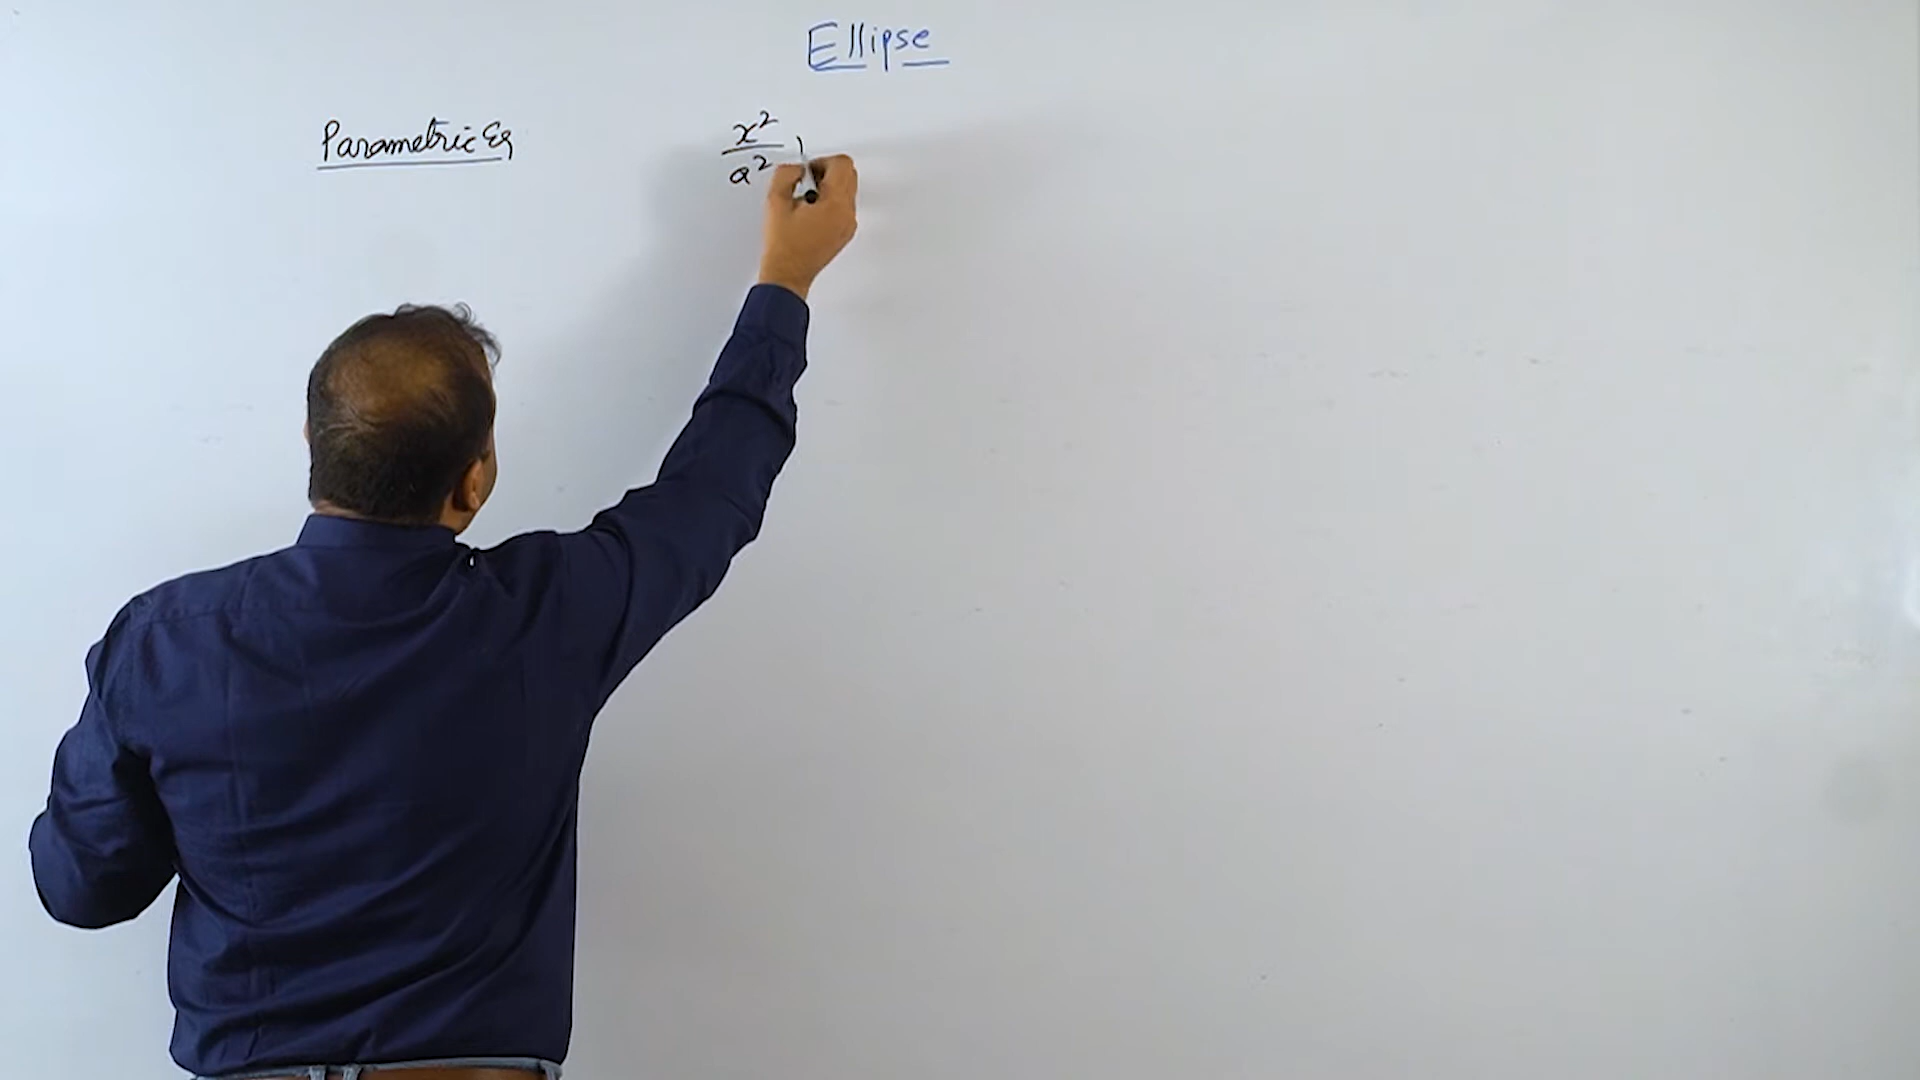 Ellipse
Parametric Eq
x²
a²